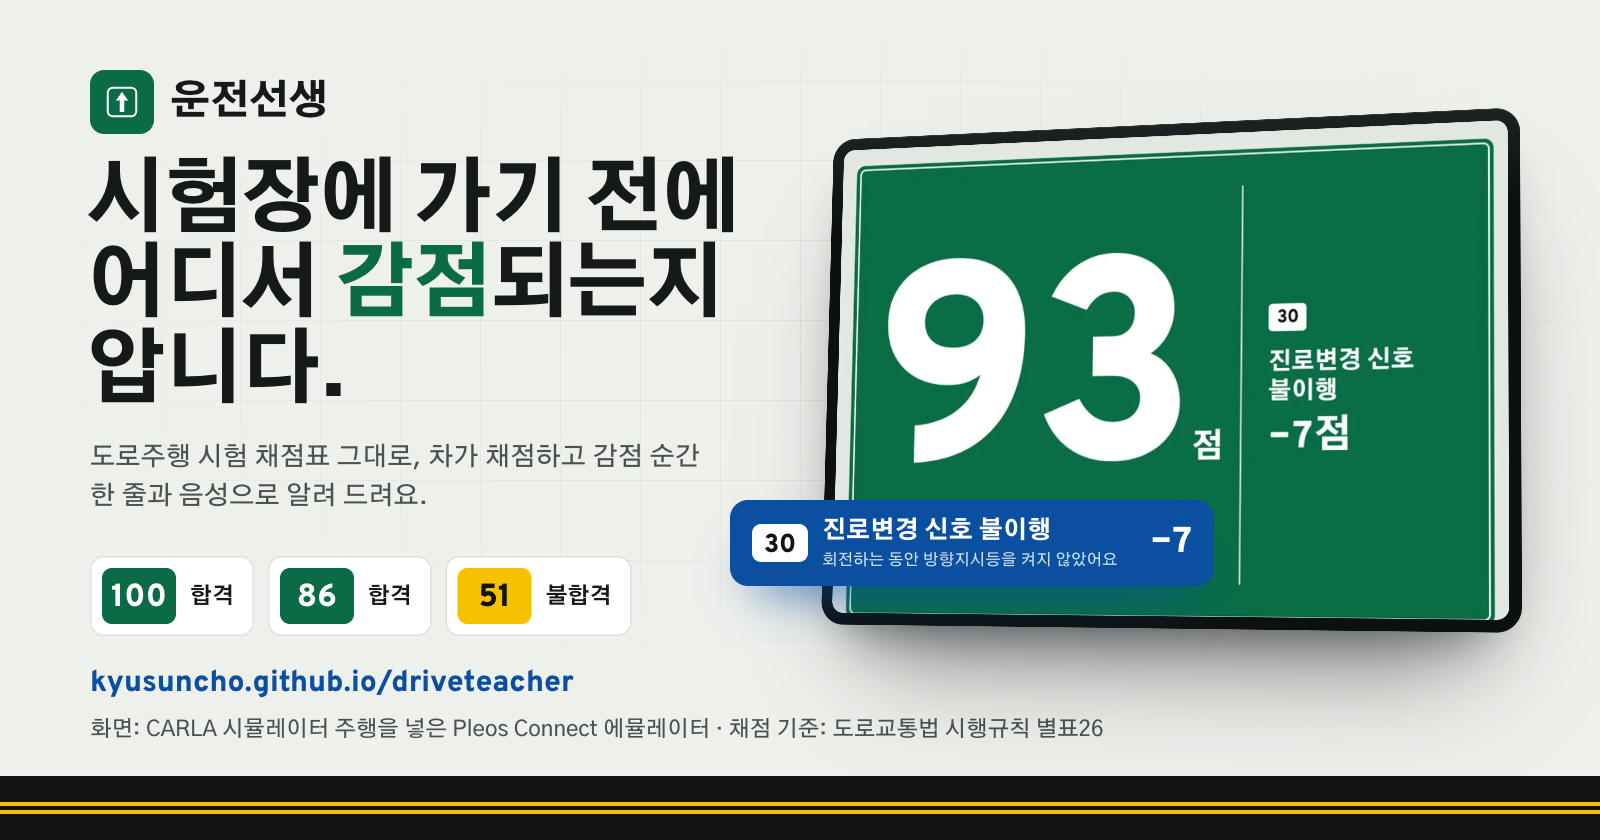 운전선생
시험장에 가기 전에
어디서 감점되는지
압니다.
도로주행 시험 채점표 그대로, 차가 채점하고 감점 순간
한 줄과 음성으로 알려 드려요.
100 합격
86 합격
51 불합격
kyusuncho.github.io/driveteacher
화면: CARLA 시뮬레이터 주행을 넣은 Pleos Connect 에뮬레이터 · 채점 기준: 도로교통법 시행규칙 별표26
93점
30
진로변경 신호
불이행
-7점
30 진로변경 신호 불이행 -7
회전하는 동안 방향지시등을 켜지 않았어요